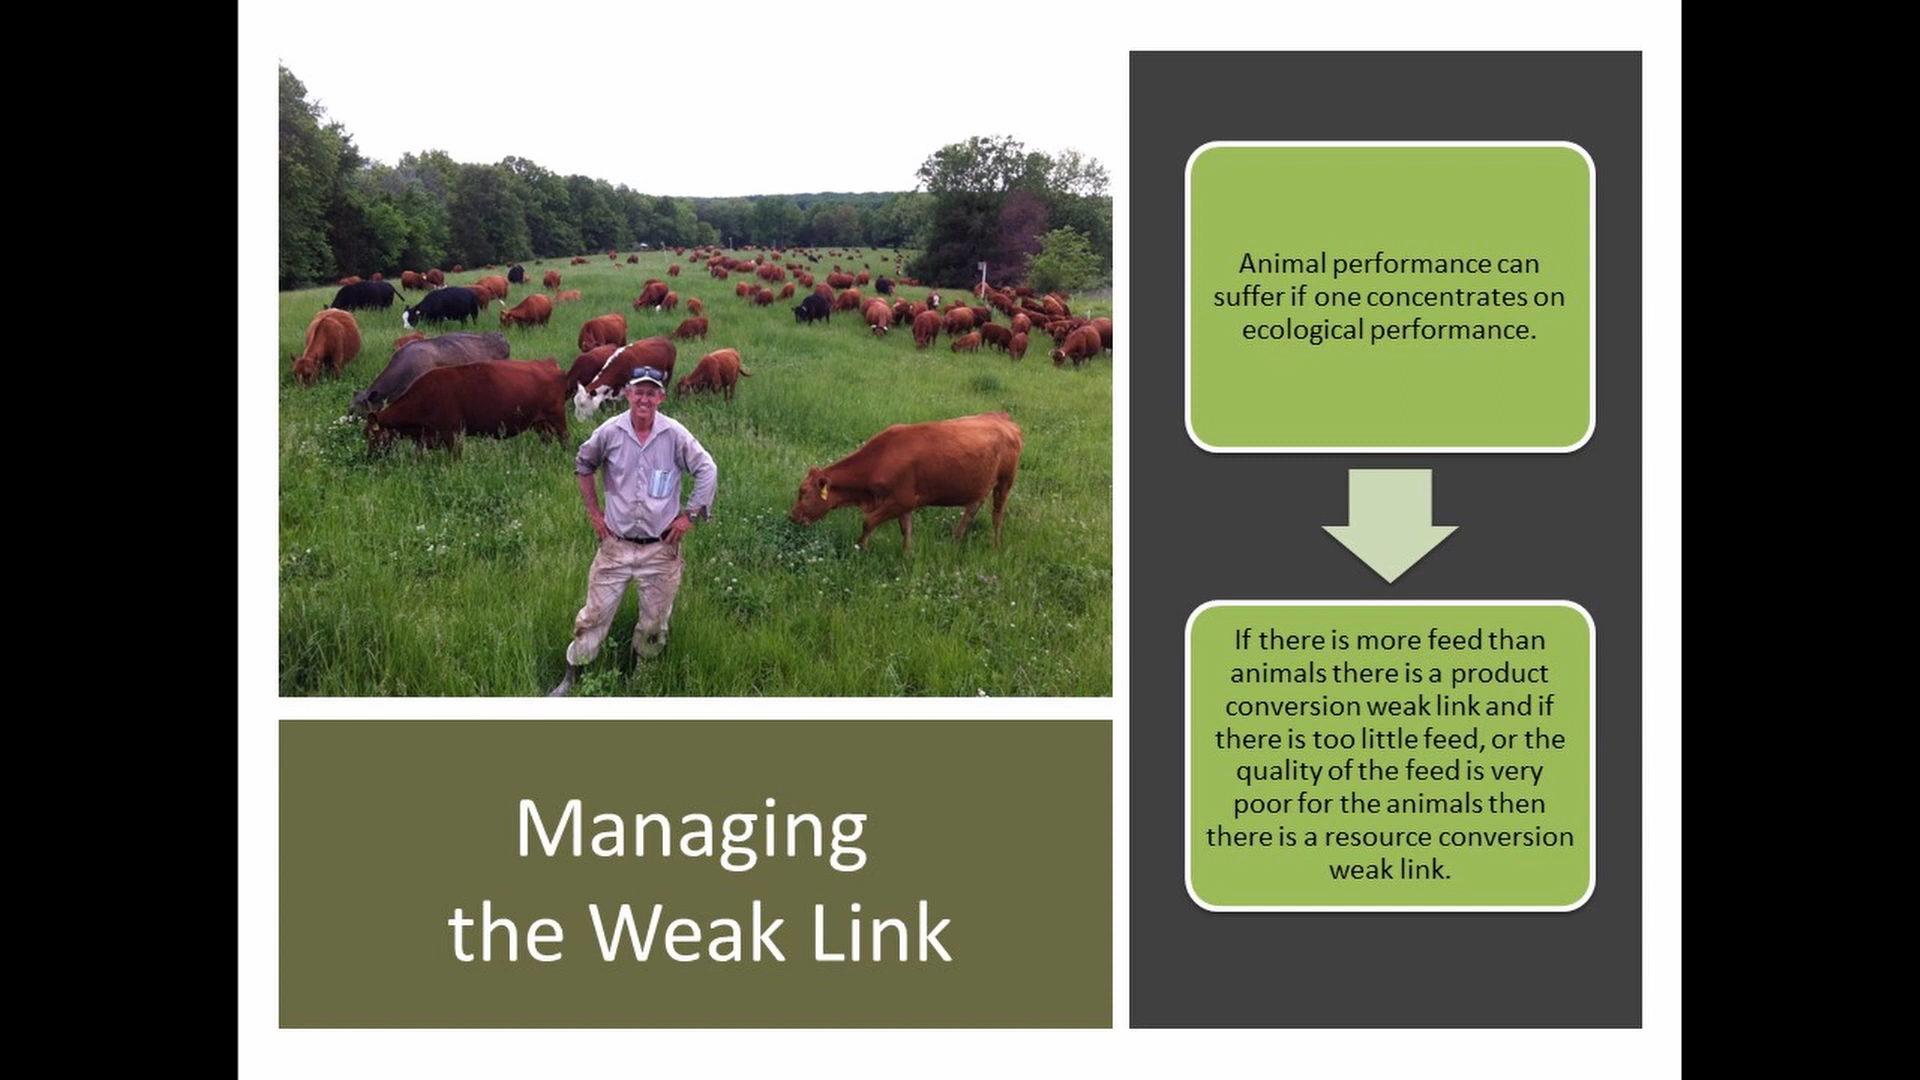 Managing
the Weak Link
Animal performance can
suffer if one concentrates on
ecological performance.
If there is more feed than
animals there is a product
conversion weak link and if
there is too little feed, or the
quality of the feed is very
poor for the animals then
there is a resource conversion
weak link.